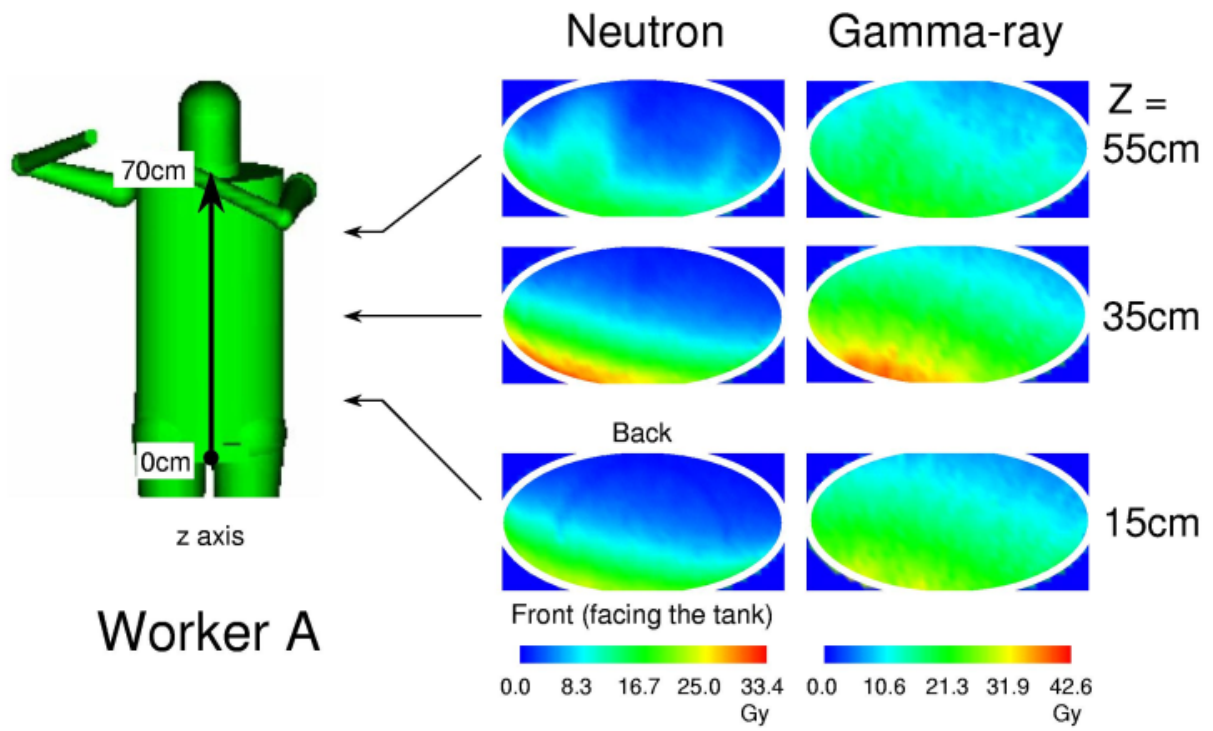 Neutron
Gamma-ray
Z =
55cm
70cm
35cm
Back
0cm
15cm
z axis
Front (facing the tank)
Worker A
0.0 8.3 16.7 25.0 33.4
Gy
0.0 10.6 21.3 31.9 42.6
Gy